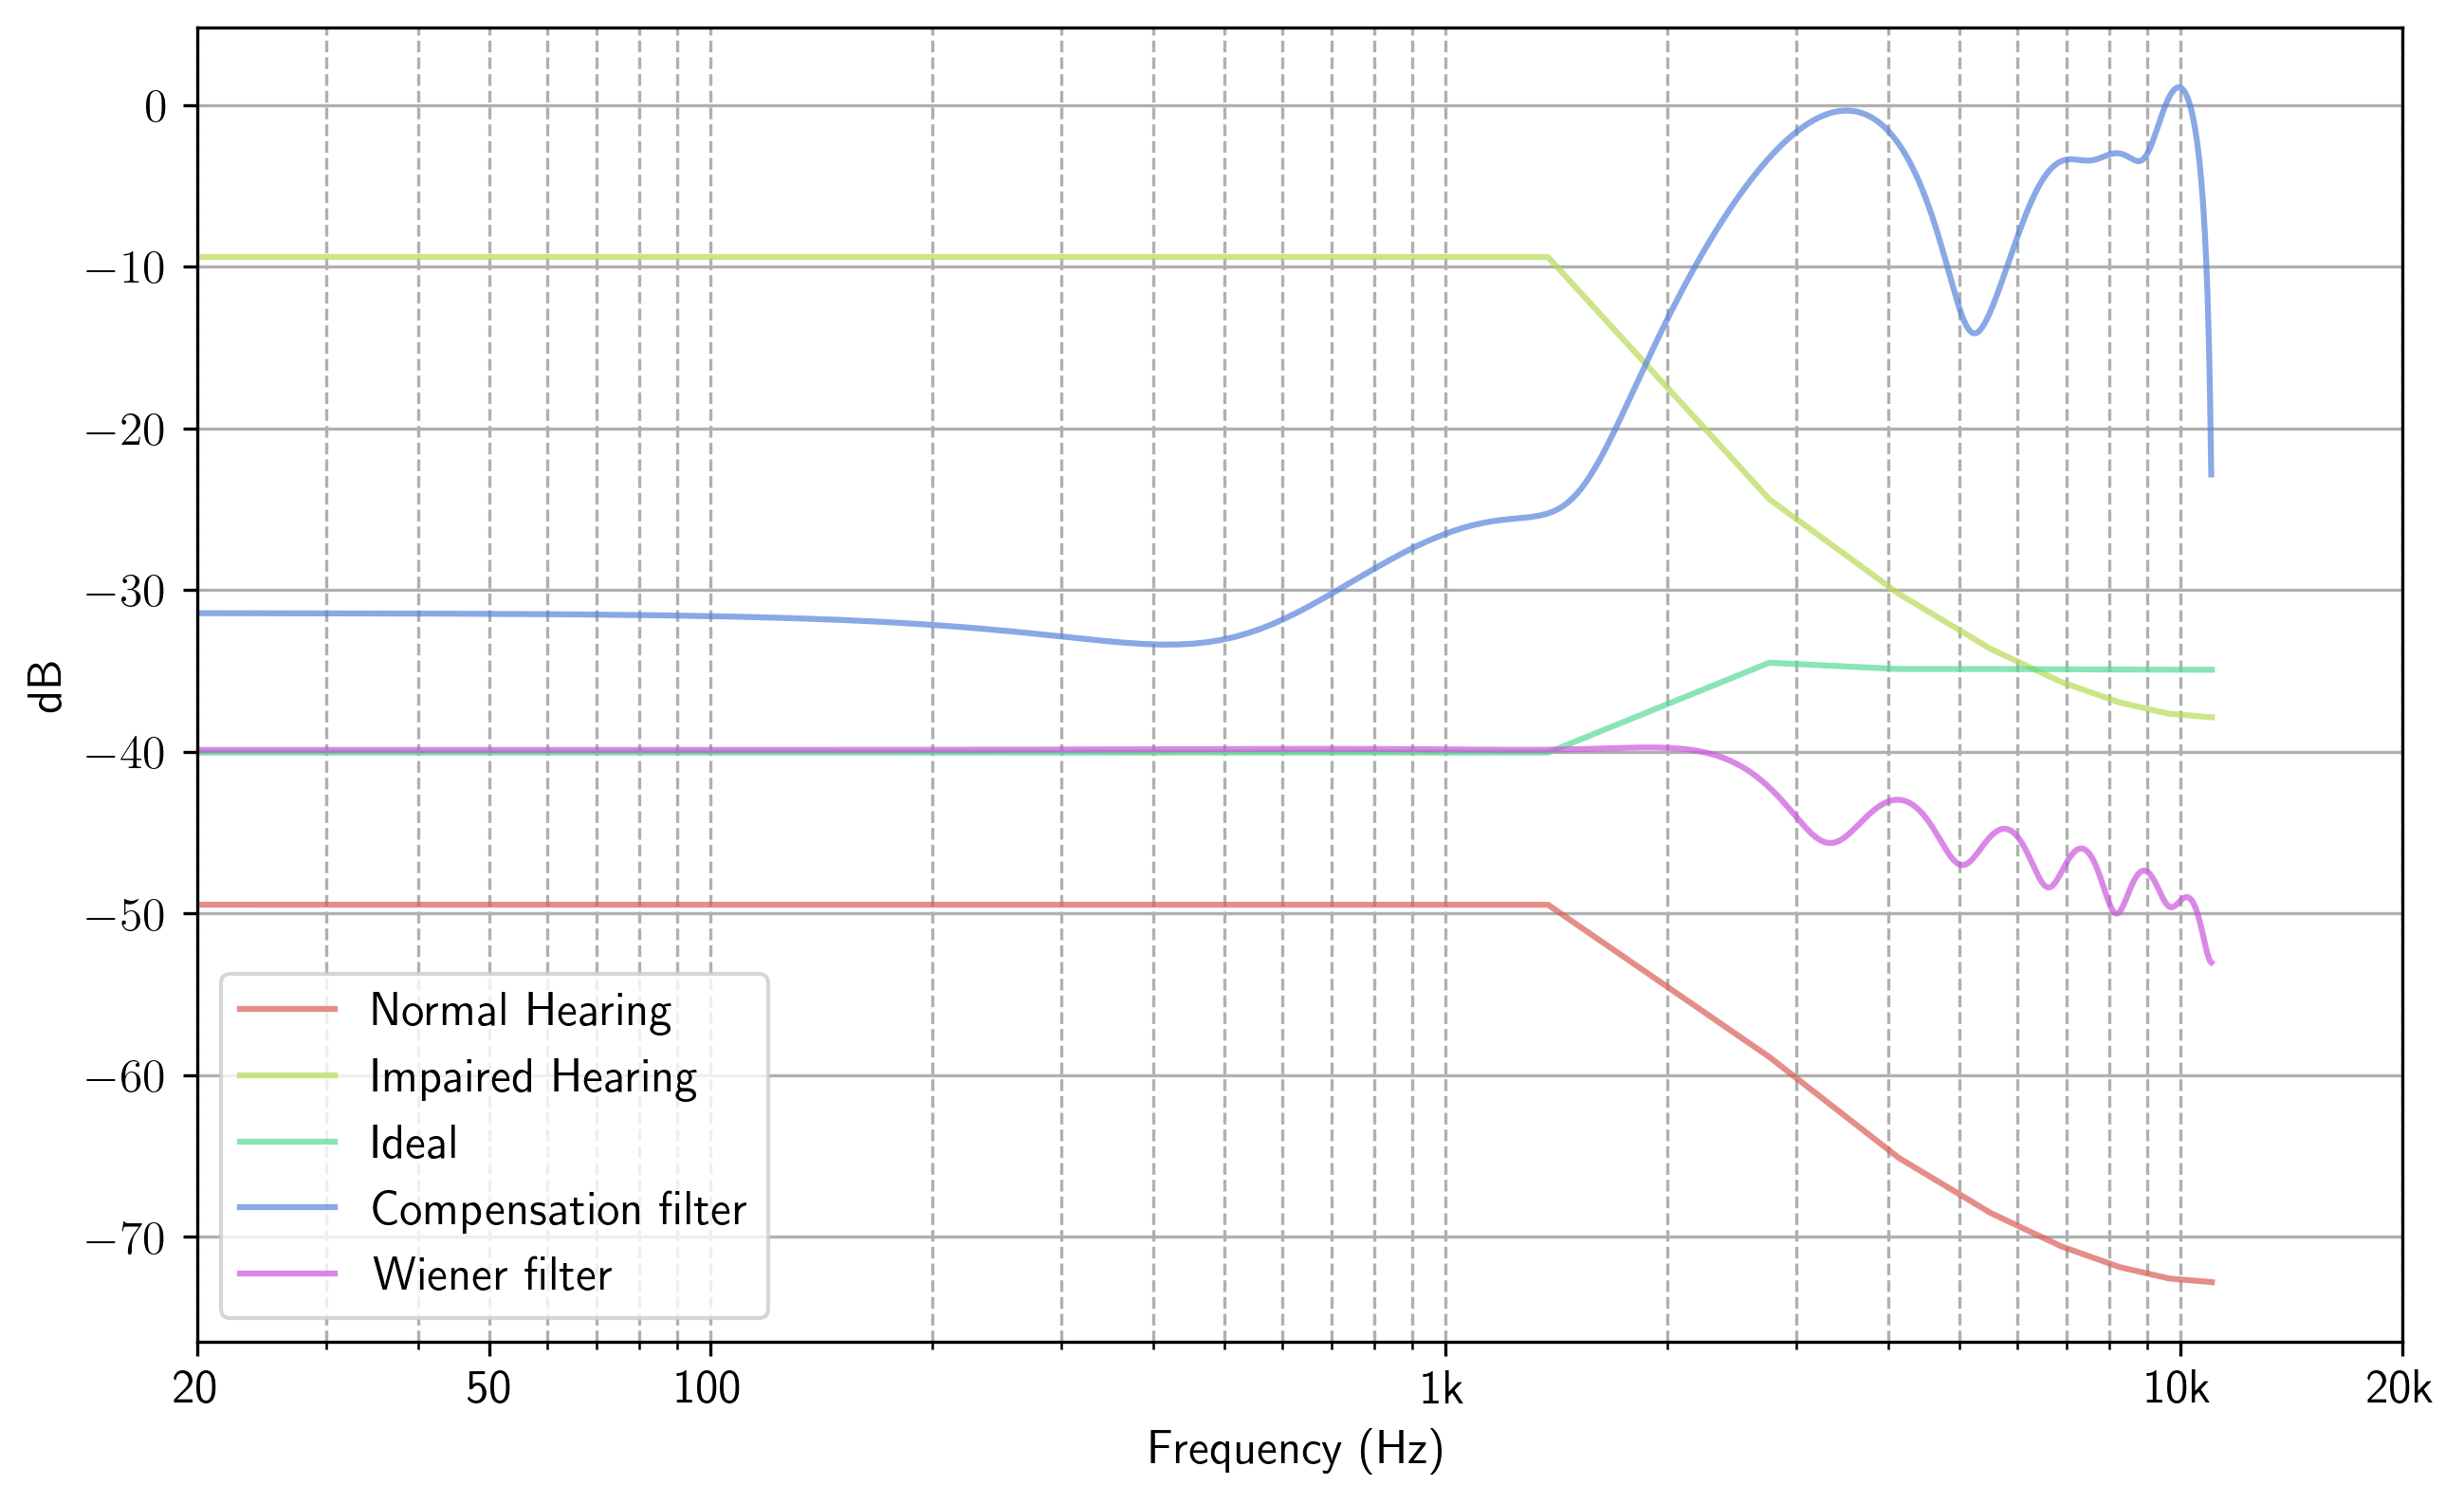 0
−10
−20
−30
−40
−50
−60
−70
dB
Normal Hearing
Impaired Hearing
Ideal
Compensation filter
Wiener filter
20 50 100 1k 10k 20k
Frequency (Hz)